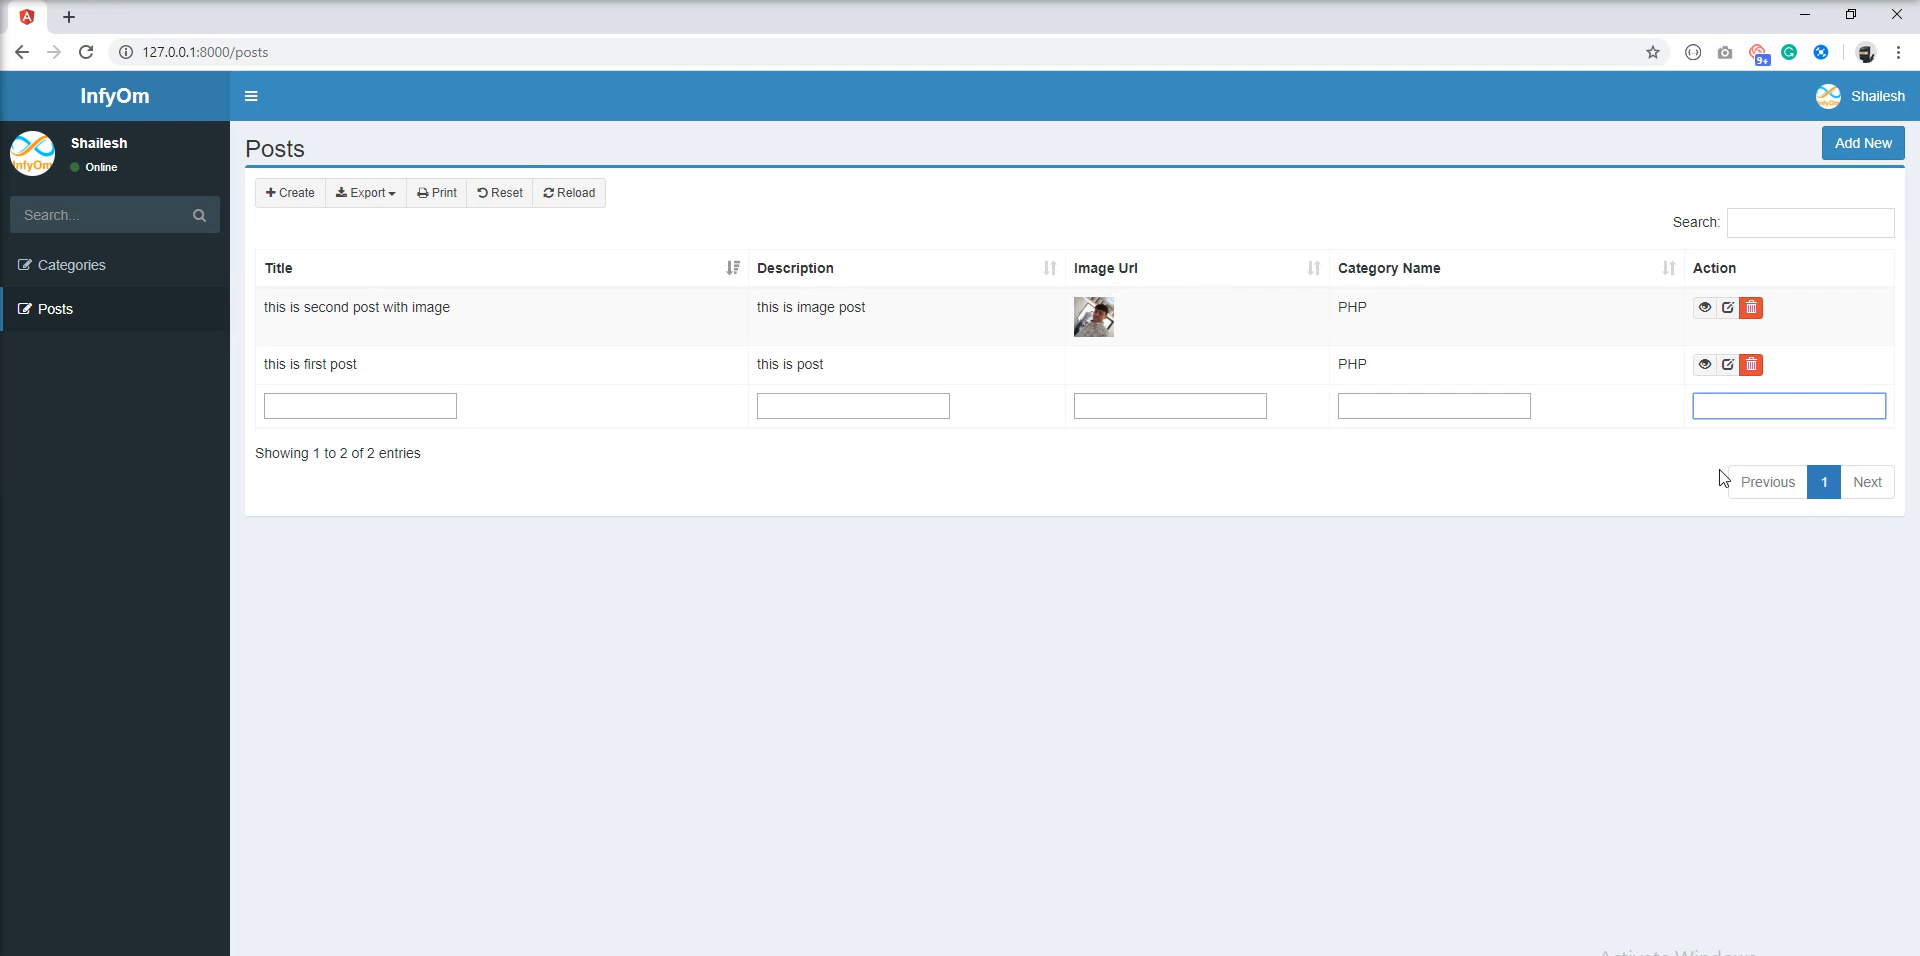 127.0.0.1:8000/posts
9+
InfyOm
Shailesh
Shailesh
Online
Search...
Categories
Posts
Posts
Add New
Create Export Print Reset Reload
Search:
Title Description Image Url Category Name Action
this is second post with image this is image post PHP
this is first post this is post PHP
Showing 1 to 2 of 2 entries
Previous 1 Next